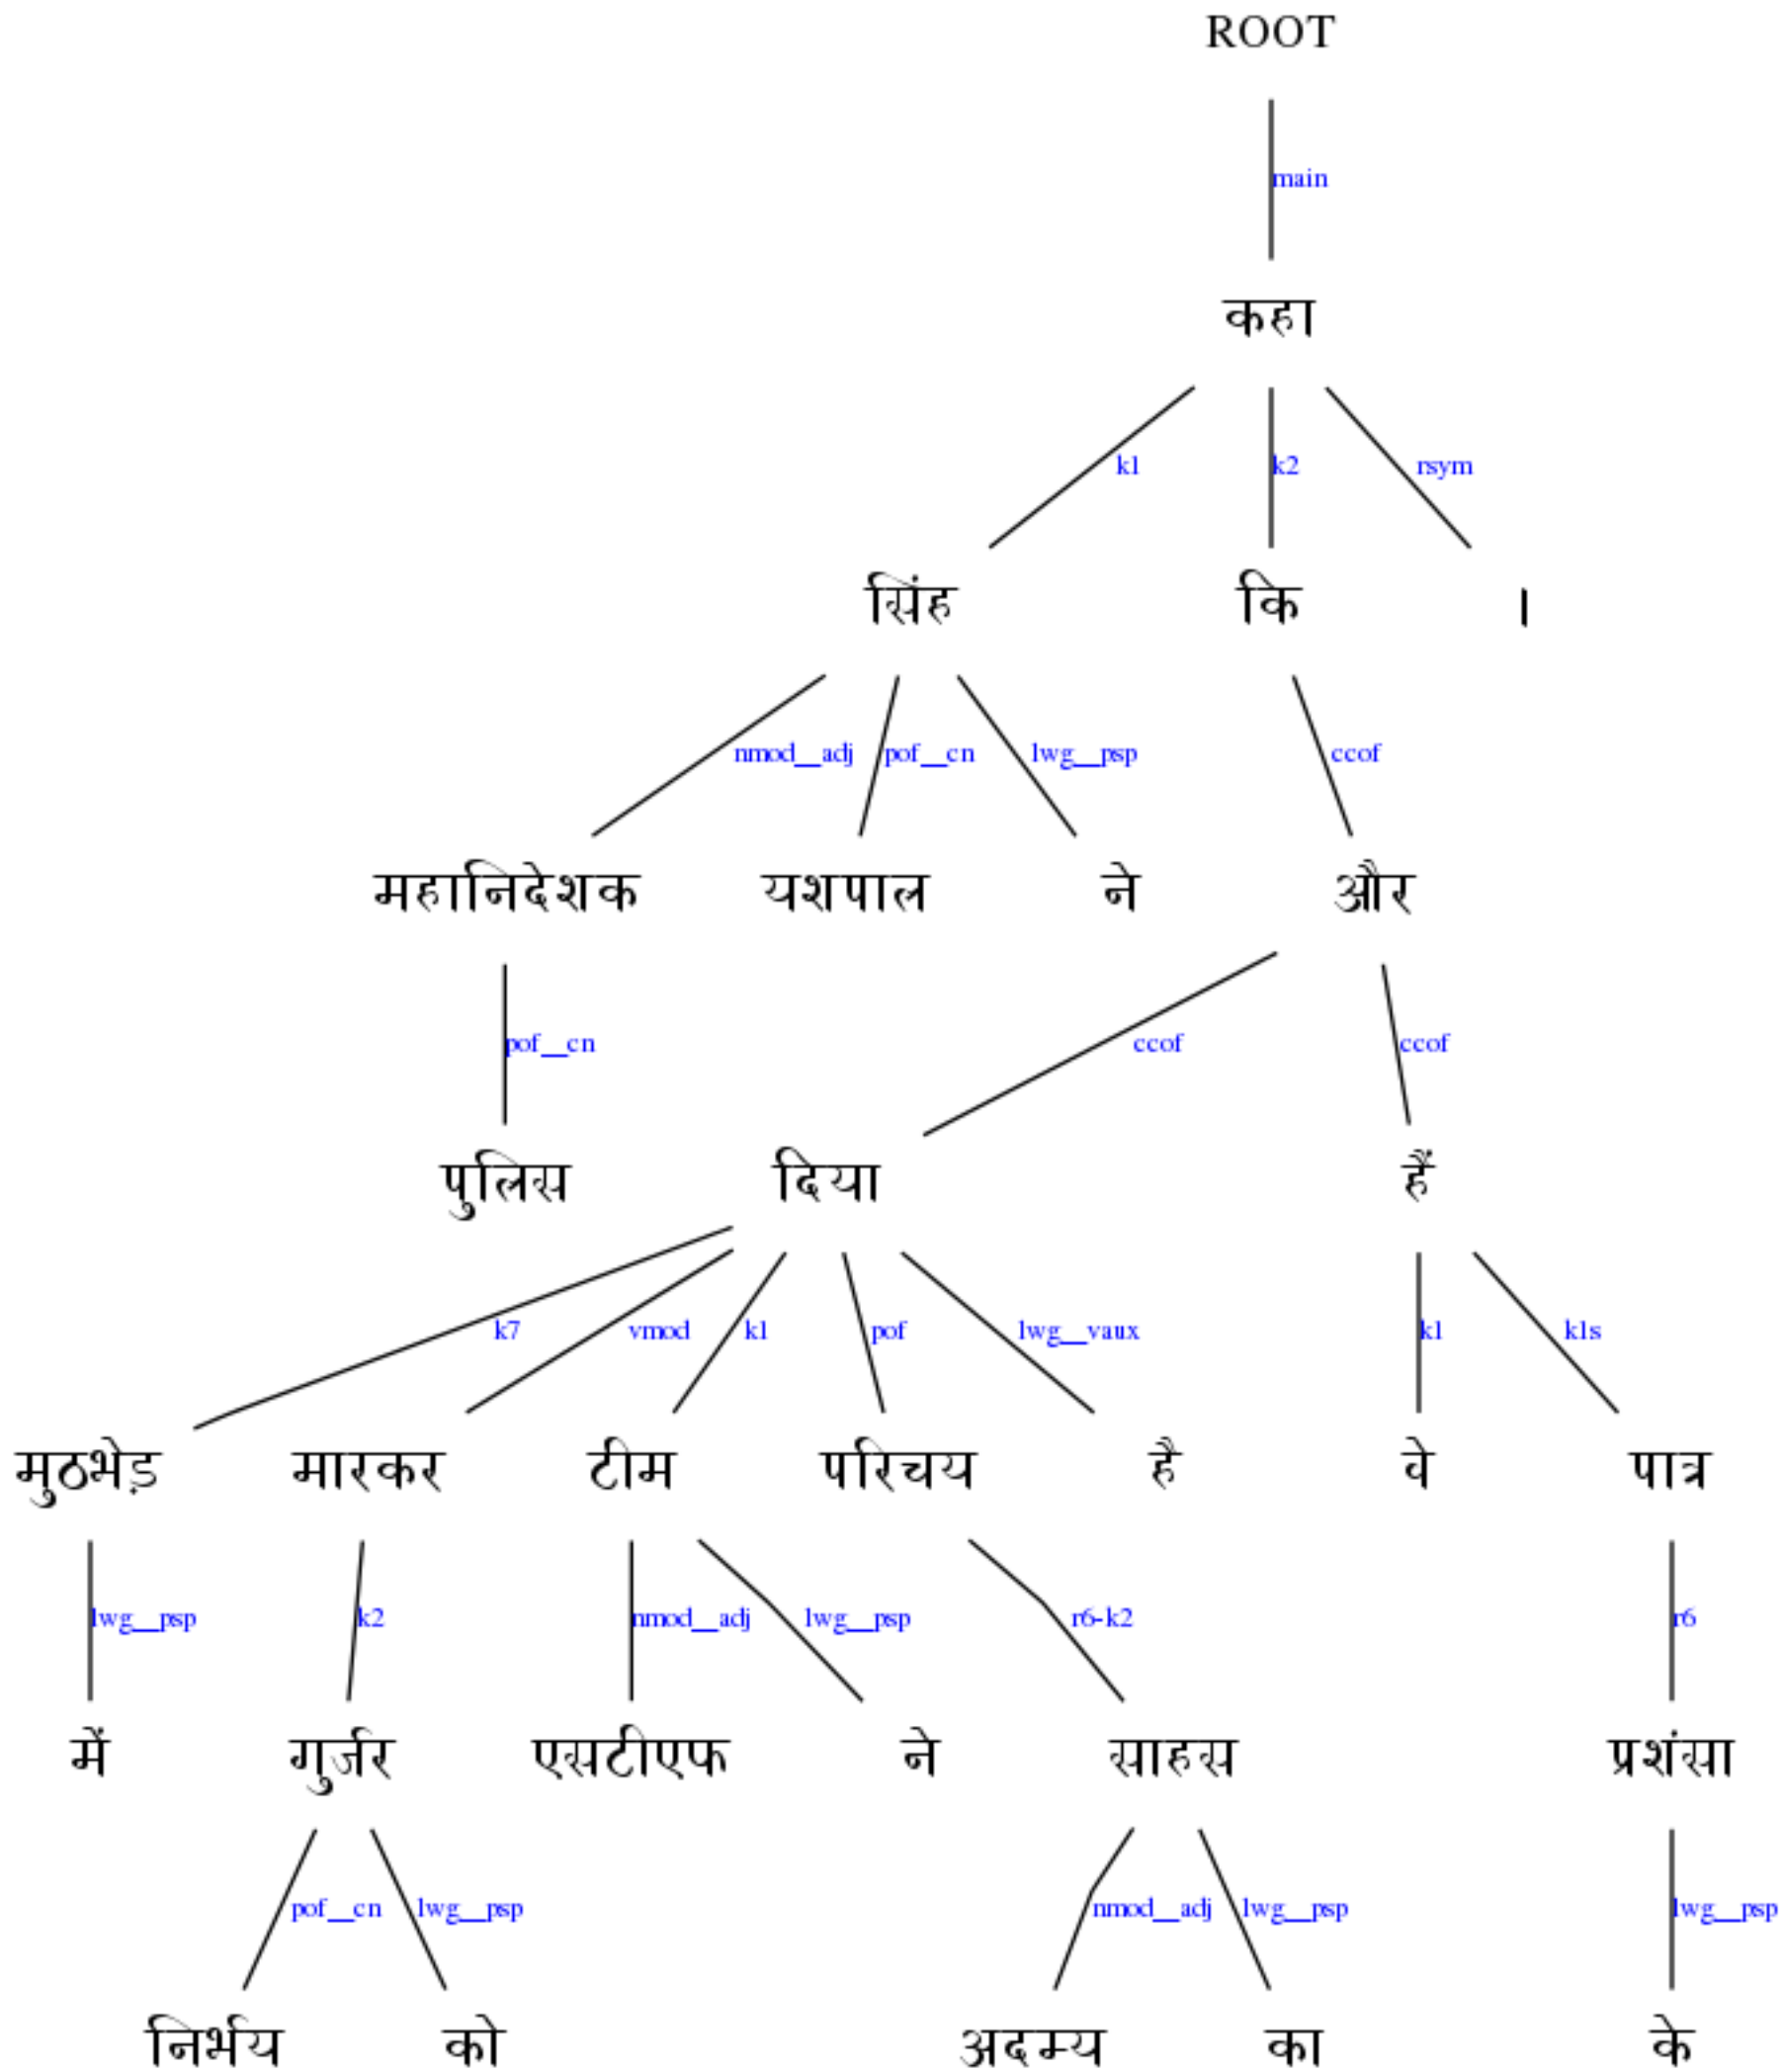 ROOT
main
कहा
k1 k2 rsym
सिंह कि ।
nmod__adj pof__cn lwg__psp ccof
महानिदेशक यशपाल ने और
pof__cn ccof ccof
पुलिस दिया हैं
k7 vmod k1 pof lwg__vaux k1 k1s
मुठभेड़ मारकर टीम परिचय है वे पात्र
lwg__psp k2 nmod__adj lwg__psp r6-k2 r6
में गुर्जर एसटीएफ ने साहस प्रशंसा
pof__cn lwg__psp nmod__adj lwg__psp lwg__psp
निर्भय को अदम्य का के